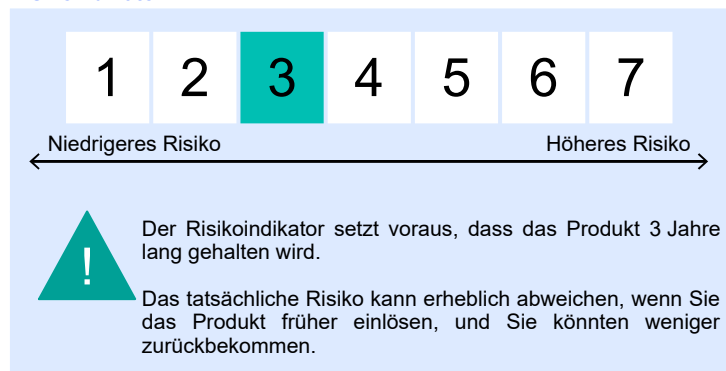 1 2 3 4 5 6 7
Niedrigeres Risiko Höheres Risiko
!
Der Risikoindikator setzt voraus, dass das Produkt 3 Jahre
lang gehalten wird.
Das tatsächliche Risiko kann erheblich abweichen, wenn Sie
das Produkt früher einlösen, und Sie könnten weniger
zurückbekommen.